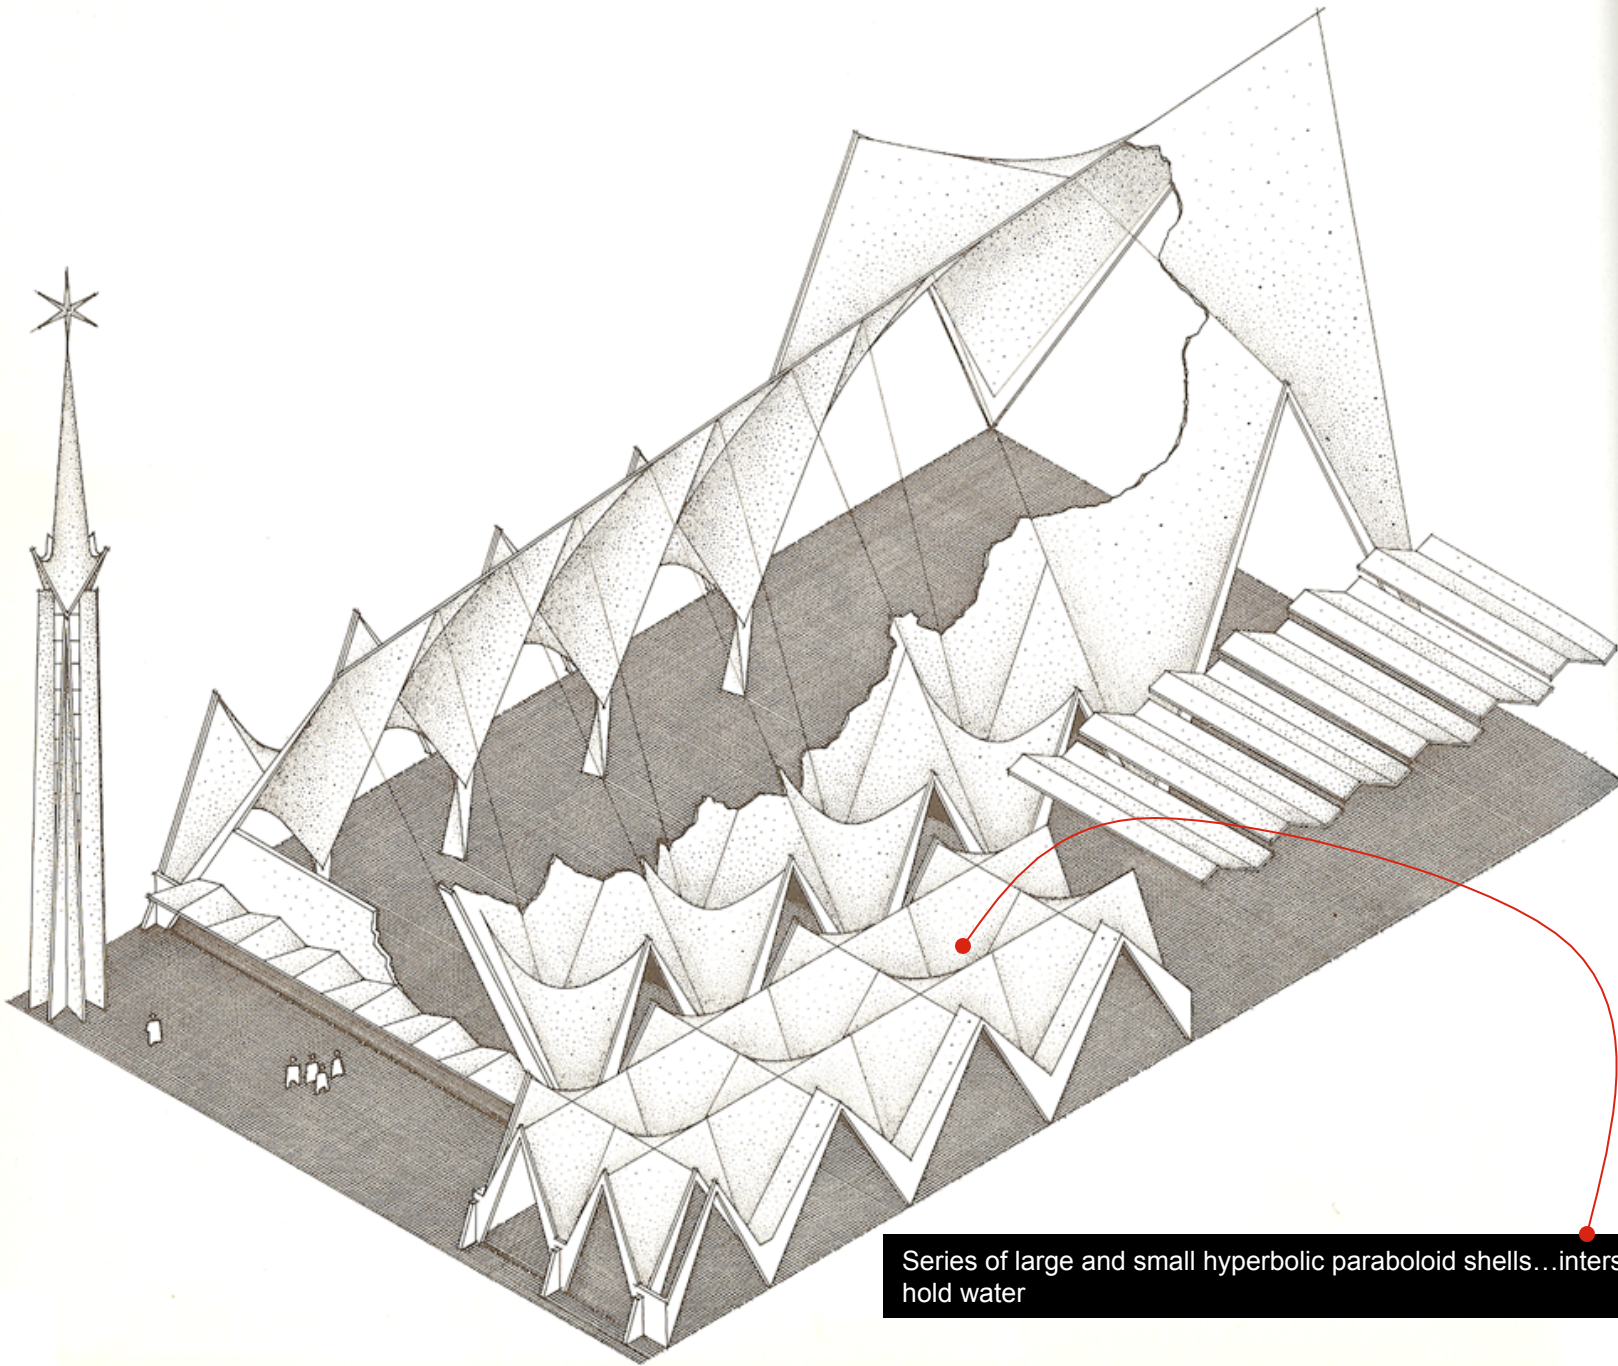 Series of large and small hyperbolic paraboloid shells…inters
hold water